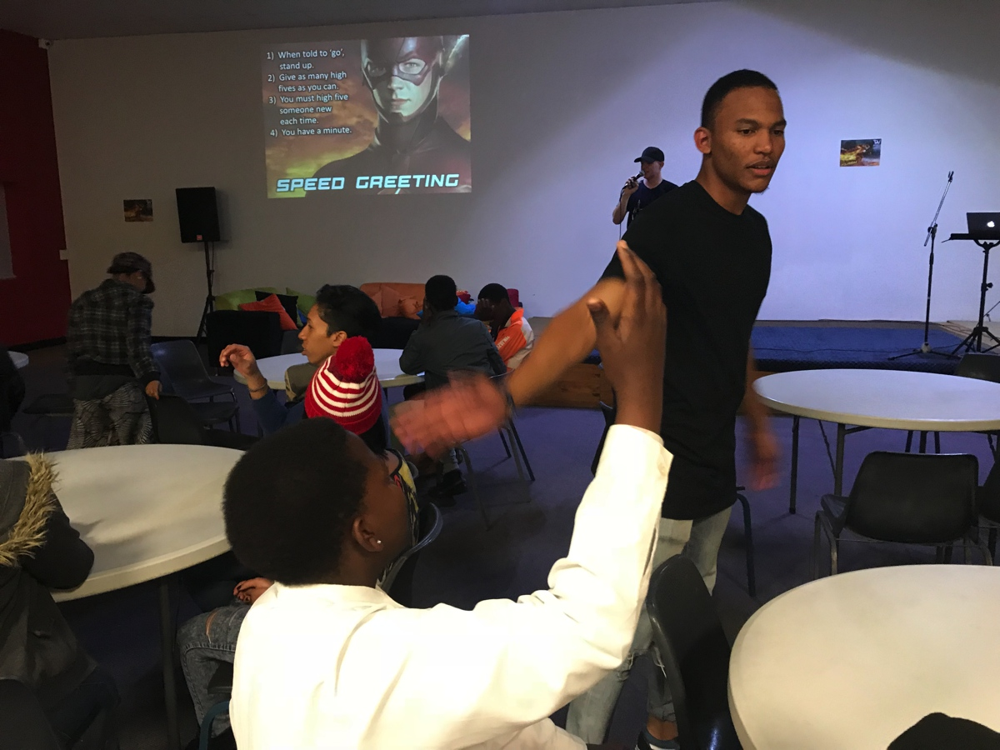 1) When told to 'go',
stand up.
2) Give as many high
fives as you can.
3) You must high five
someone new
each time.
4) You have a minute.
SPEED GREETING